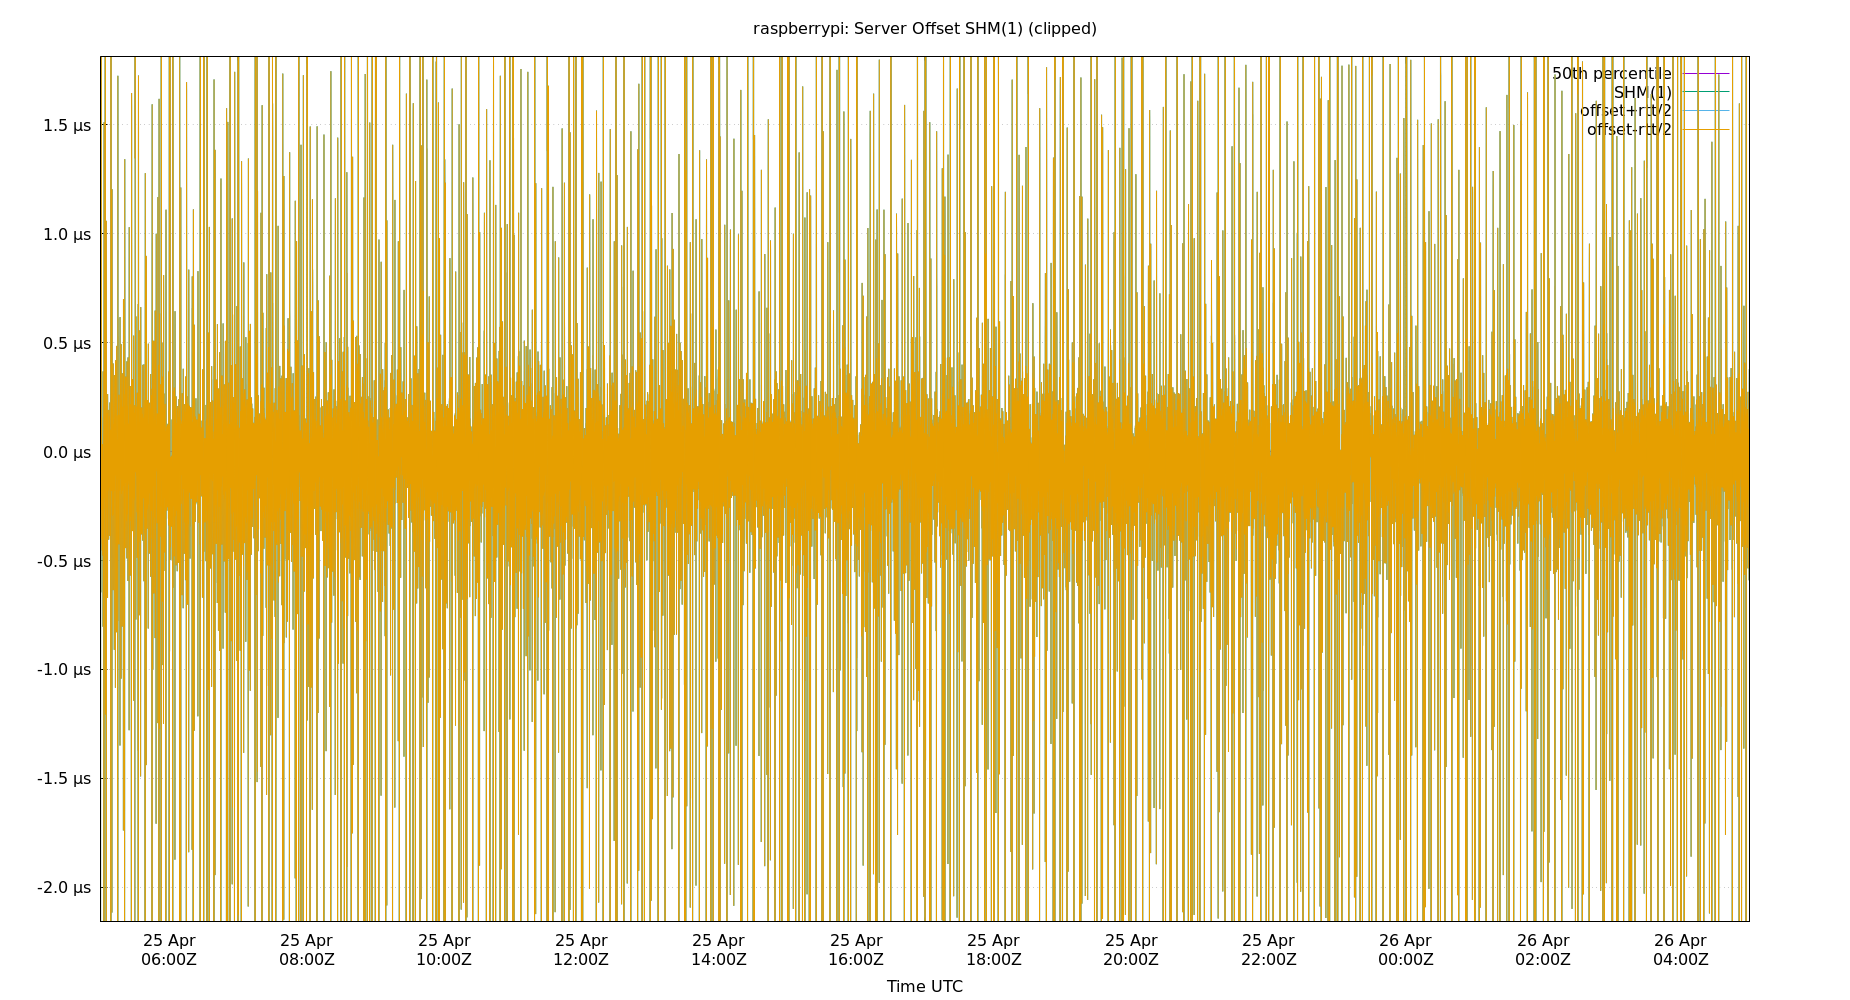 raspberrypi: Server Offset SHM(1) (clipped)
50th percentile
SHM(1)
offset+rtt/2
offset-rtt/2
1.5 µs
1.0 µs
0.5 µs
0.0 µs
-0.5 µs
-1.0 µs
-1.5 µs
-2.0 µs
25 Apr 25 Apr 25 Apr 25 Apr 25 Apr 25 Apr 25 Apr 25 Apr 25 Apr 26 Apr 26 Apr 26 Apr
06:00Z 08:00Z 10:00Z 12:00Z 14:00Z 16:00Z 18:00Z 20:00Z 22:00Z 00:00Z 02:00Z 04:00Z
Time UTC